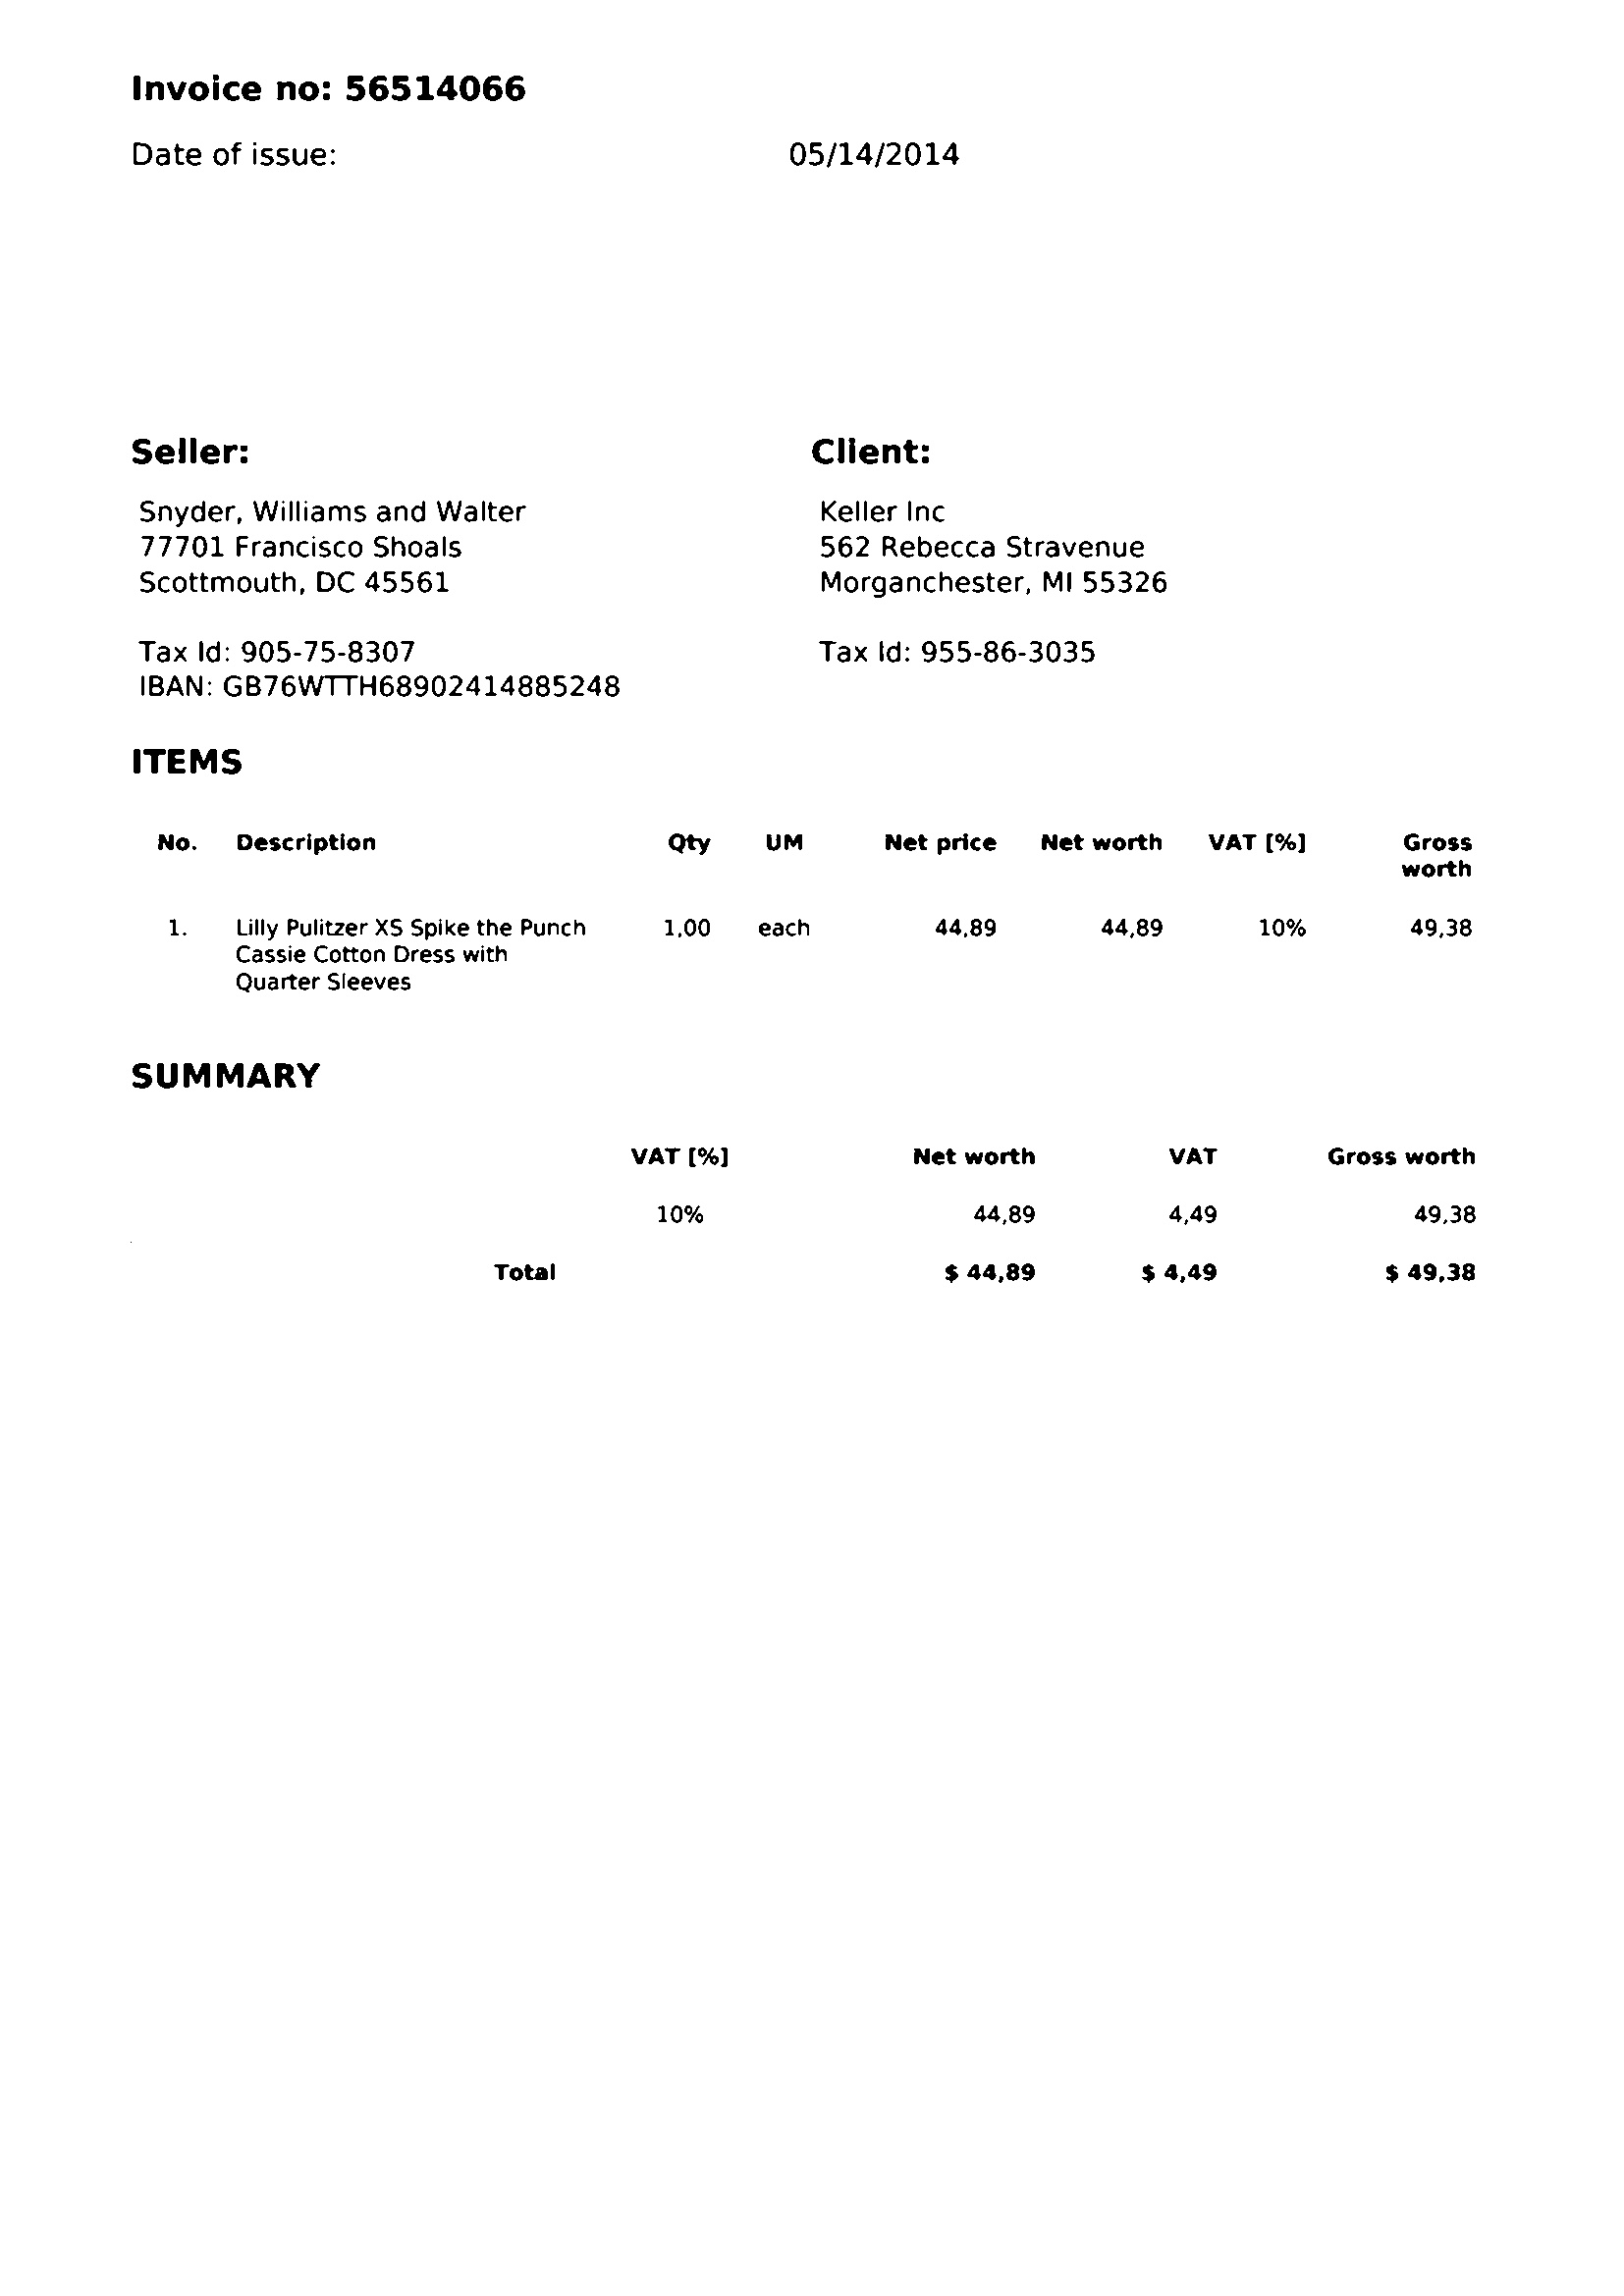 Invoice no: 56514066
Date of issue: 05/14/2014
Seller:
Snyder, Williams and Walter
77701 Francisco Shoals
Scottmouth, DC 45561
Tax Id: 905-75-8307
IBAN: GB76WTTH68902414885248
Client:
Keller Inc
562 Rebecca Stravenue
Morganchester, MI 55326
Tax Id: 955-86-3035
ITEMS
No. Description Qty UM Net price Net worth VAT [%] Gross
worth
1. Lilly Pulitzer XS Spike the Punch 1,00 each 44,89 44,89 10% 49,38
Cassie Cotton Dress with
Quarter Sleeves
SUMMARY
VAT [%] Net worth VAT Gross worth
10% 44,89 4,49 49,38
Total $ 44,89 $ 4,49 $ 49,38